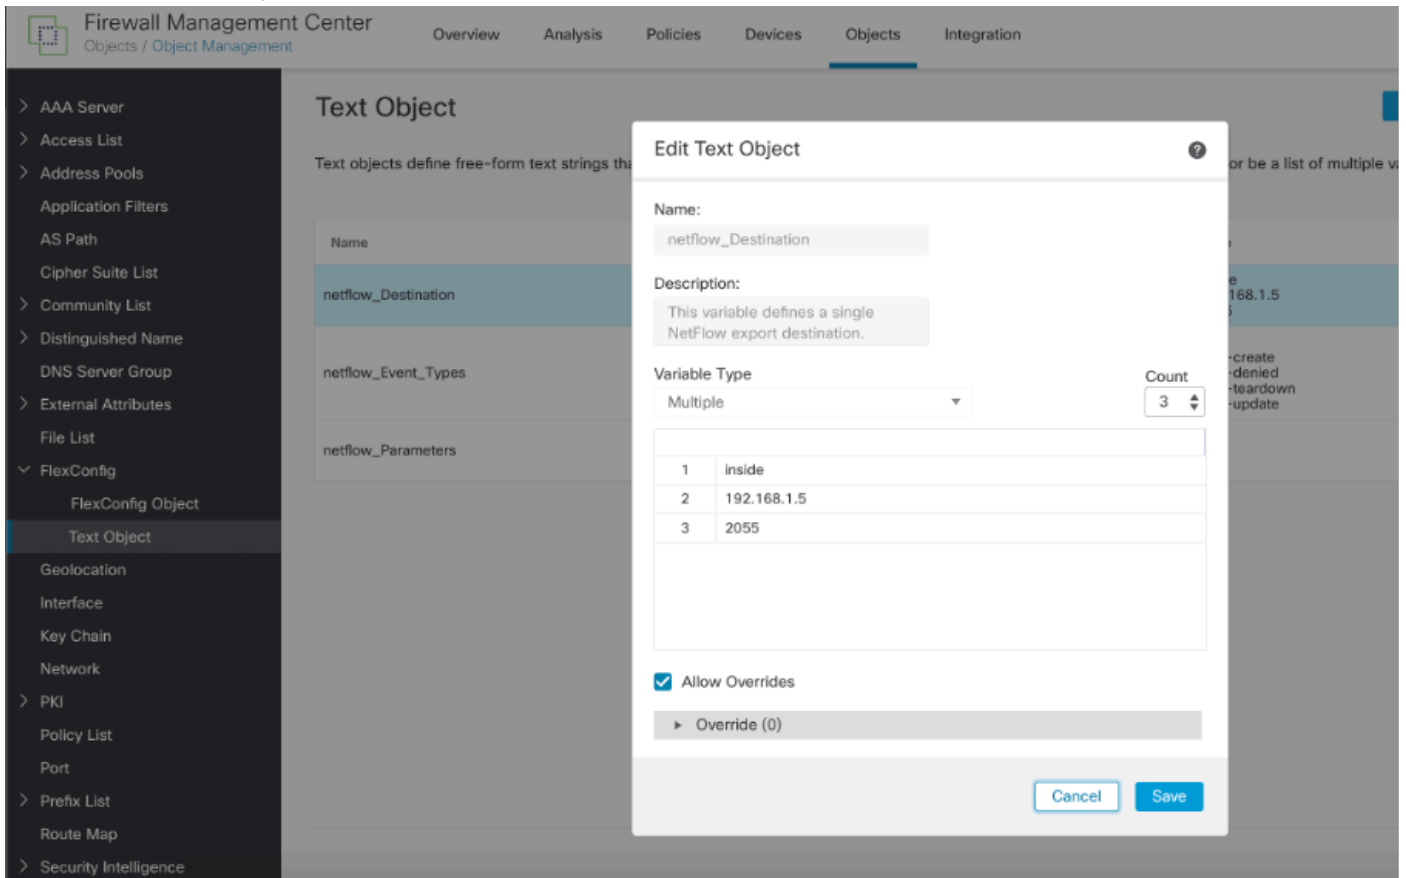 Firewall Management Center
Objects / Object Management
Overview Analysis Policies Devices Objects Integration
AAA Server
Access List
Address Pools
Application Filters
AS Path
Cipher Suite List
Community List
Distinguished Name
DNS Server Group
External Attributes
File List
FlexConfig
FlexConfig Object
Text Object
Geolocation
Interface
Key Chain
Network
PKI
Policy List
Port
Prefix List
Route Map
Security Intelligence
Text Object
Text objects define free-form text strings tha
or be a list of multiple va
Name
netflow_Destination
168.1.5
netflow_Event_Types
-create
-denied
-teardown
-update
netflow_Parameters
Edit Text Object
Name:
netflow_Destination
Description:
This variable defines a single
NetFlow export destination.
Variable Type
Count
Multiple
3
1 inside
2 192.168.1.5
3 2055
Allow Overrides
Override (0)
Cancel Save